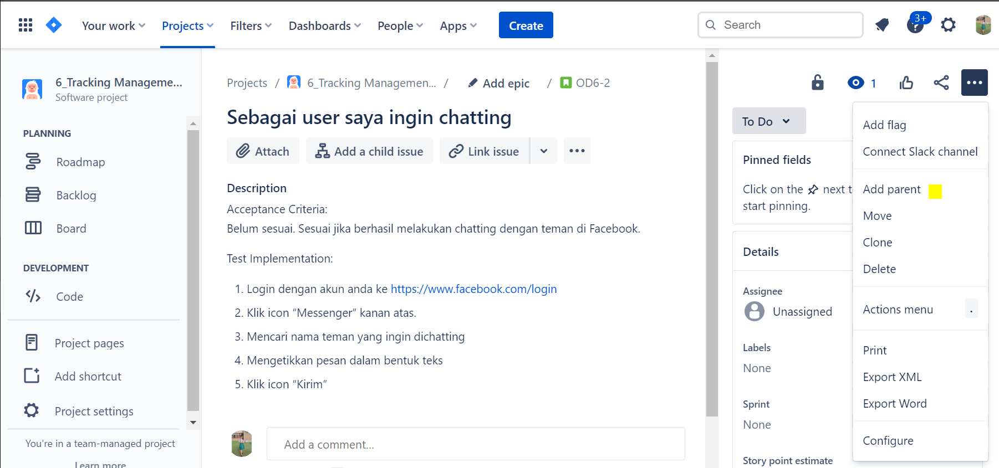 Your work Projects Filters Dashboards People Apps Create Search 3+
6_Tracking Manageme...
Software project
PLANNING
Roadmap
Backlog
Board
DEVELOPMENT
Code
Project pages
Add shortcut
Project settings
You're in a team-managed project
Learn more
Projects / 6_Tracking Managemen... / Add epic / OD6-2
Sebagai user saya ingin chatting
Attach Add a child issue Link issue
Description
Acceptance Criteria:
Belum sesuai. Sesuai jika berhasil melakukan chatting dengan teman di Facebook.
Test Implementation:
1. Login dengan akun anda ke https://www.facebook.com/login
2. Klik icon “Messenger” kanan atas.
3. Mencari nama teman yang ingin dichatting
4. Mengetikkan pesan dalam bentuk teks
5. Klik icon “Kirim”
Add a comment...
1
To Do
Pinned fields
Click on the next t
start pinning.
Details
Assignee
Unassigned
Labels
None
Sprint
None
Story point estimate
Add flag
Connect Slack channel
Add parent
Move
Clone
Delete
Actions menu .
Print
Export XML
Export Word
Configure